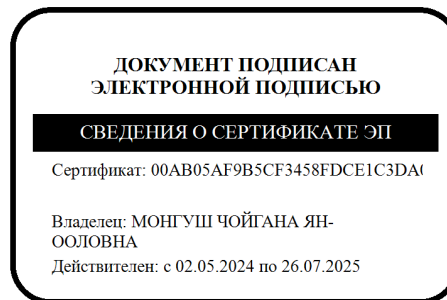 ДОКУМЕНТ ПОДПИСАН
ЭЛЕКТРОННОЙ ПОДПИСЬЮ
СВЕДЕНИЯ О СЕРТИФИКАТЕ ЭП
Сертификат: 00AB05AF9B5CF3458FDCE1C3DA
Владелец: МОНГУШ ЧОЙГАНА ЯН-
ООЛОВНА
Действителен: с 02.05.2024 по 26.07.2025